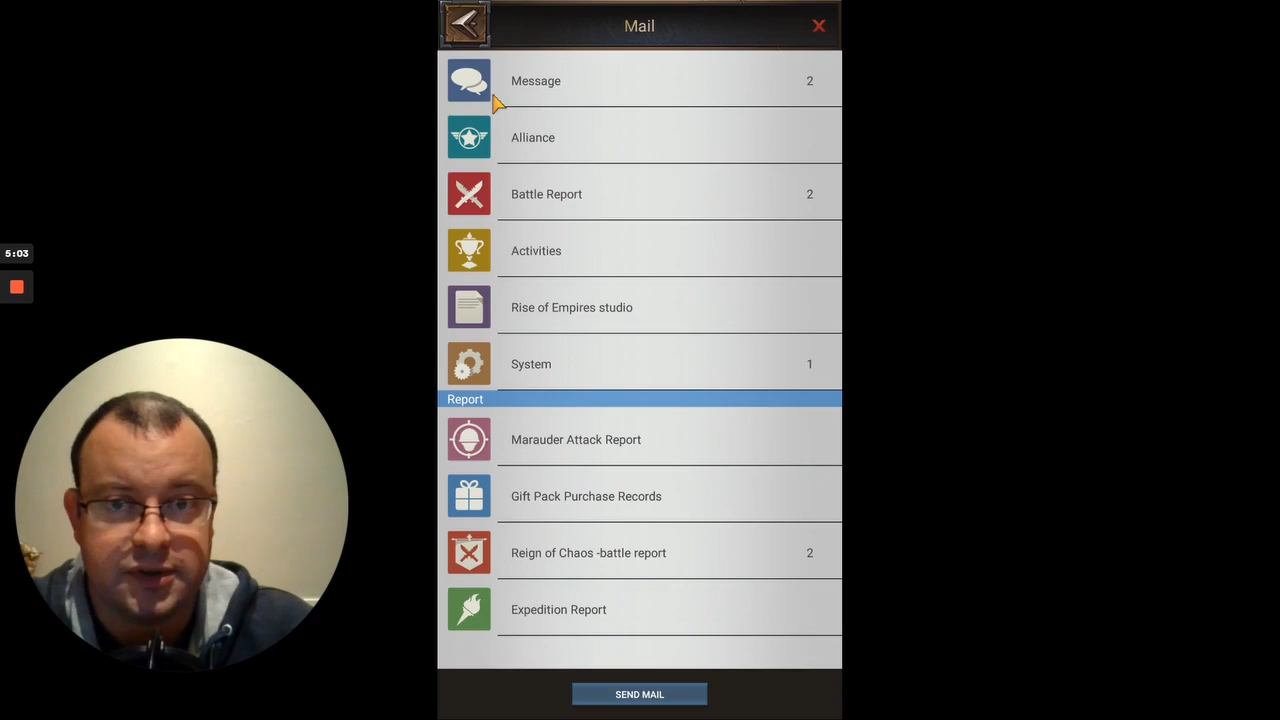 Mail
Message 2
Alliance
5:03
Battle Report 2
Activities
Rise of Empires studio
System 1
Report
Marauder Attack Report
Gift Pack Purchase Records
Reign of Chaos -battle report 2
Expedition Report
SEND MAIL